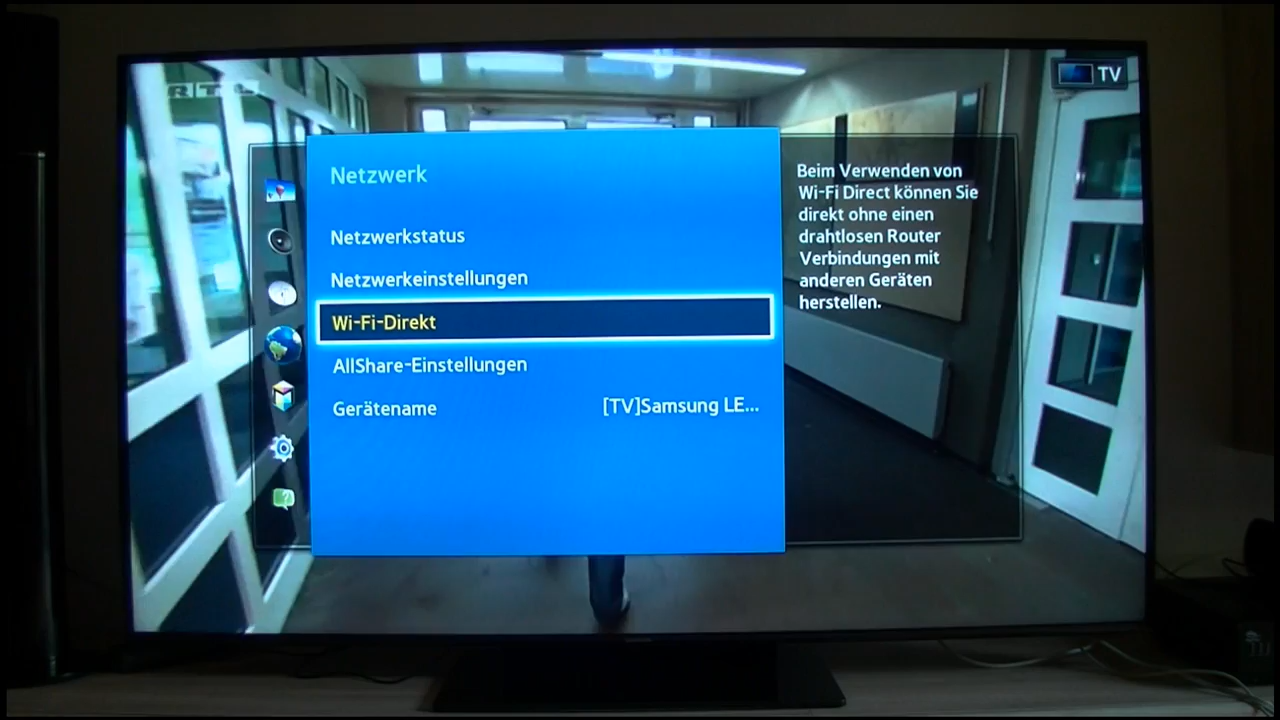 RTL
TV
Netzwerk
Netzwerkstatus
Netzwerkeinstellungen
Wi-Fi-Direkt
AllShare-Einstellungen
Gerätename [TV]Samsung LE...
Beim Verwenden von
Wi-Fi Direct können Sie
direkt ohne einen
drahtlosen Router
Verbindungen mit
anderen Geräten
herstellen.